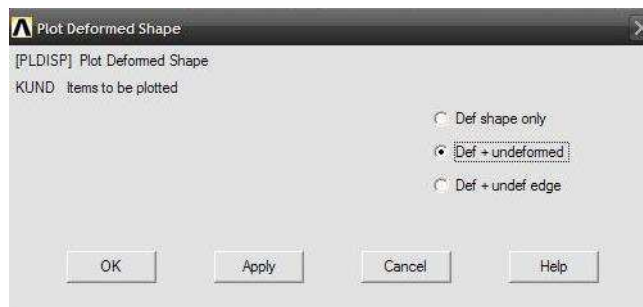 Plot Deformed Shape
[PLDISP] Plot Deformed Shape
KUND Items to be plotted
Def shape only
Def + undeformed
Def + undef edge
OK Apply Cancel Help